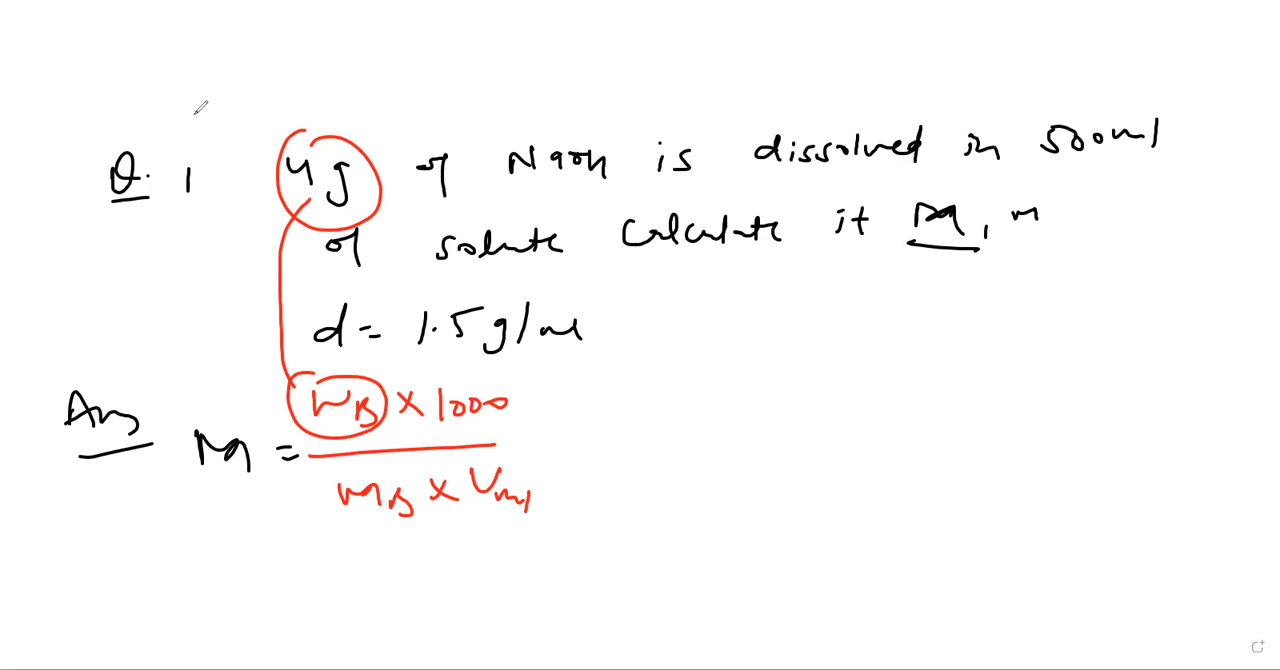 Q. 1 4g of NaOH is dissolved in 500ml
of solute calculate it M, m
d = 1.5 g/ml
Ans M = WB × 1000
MB × Vml